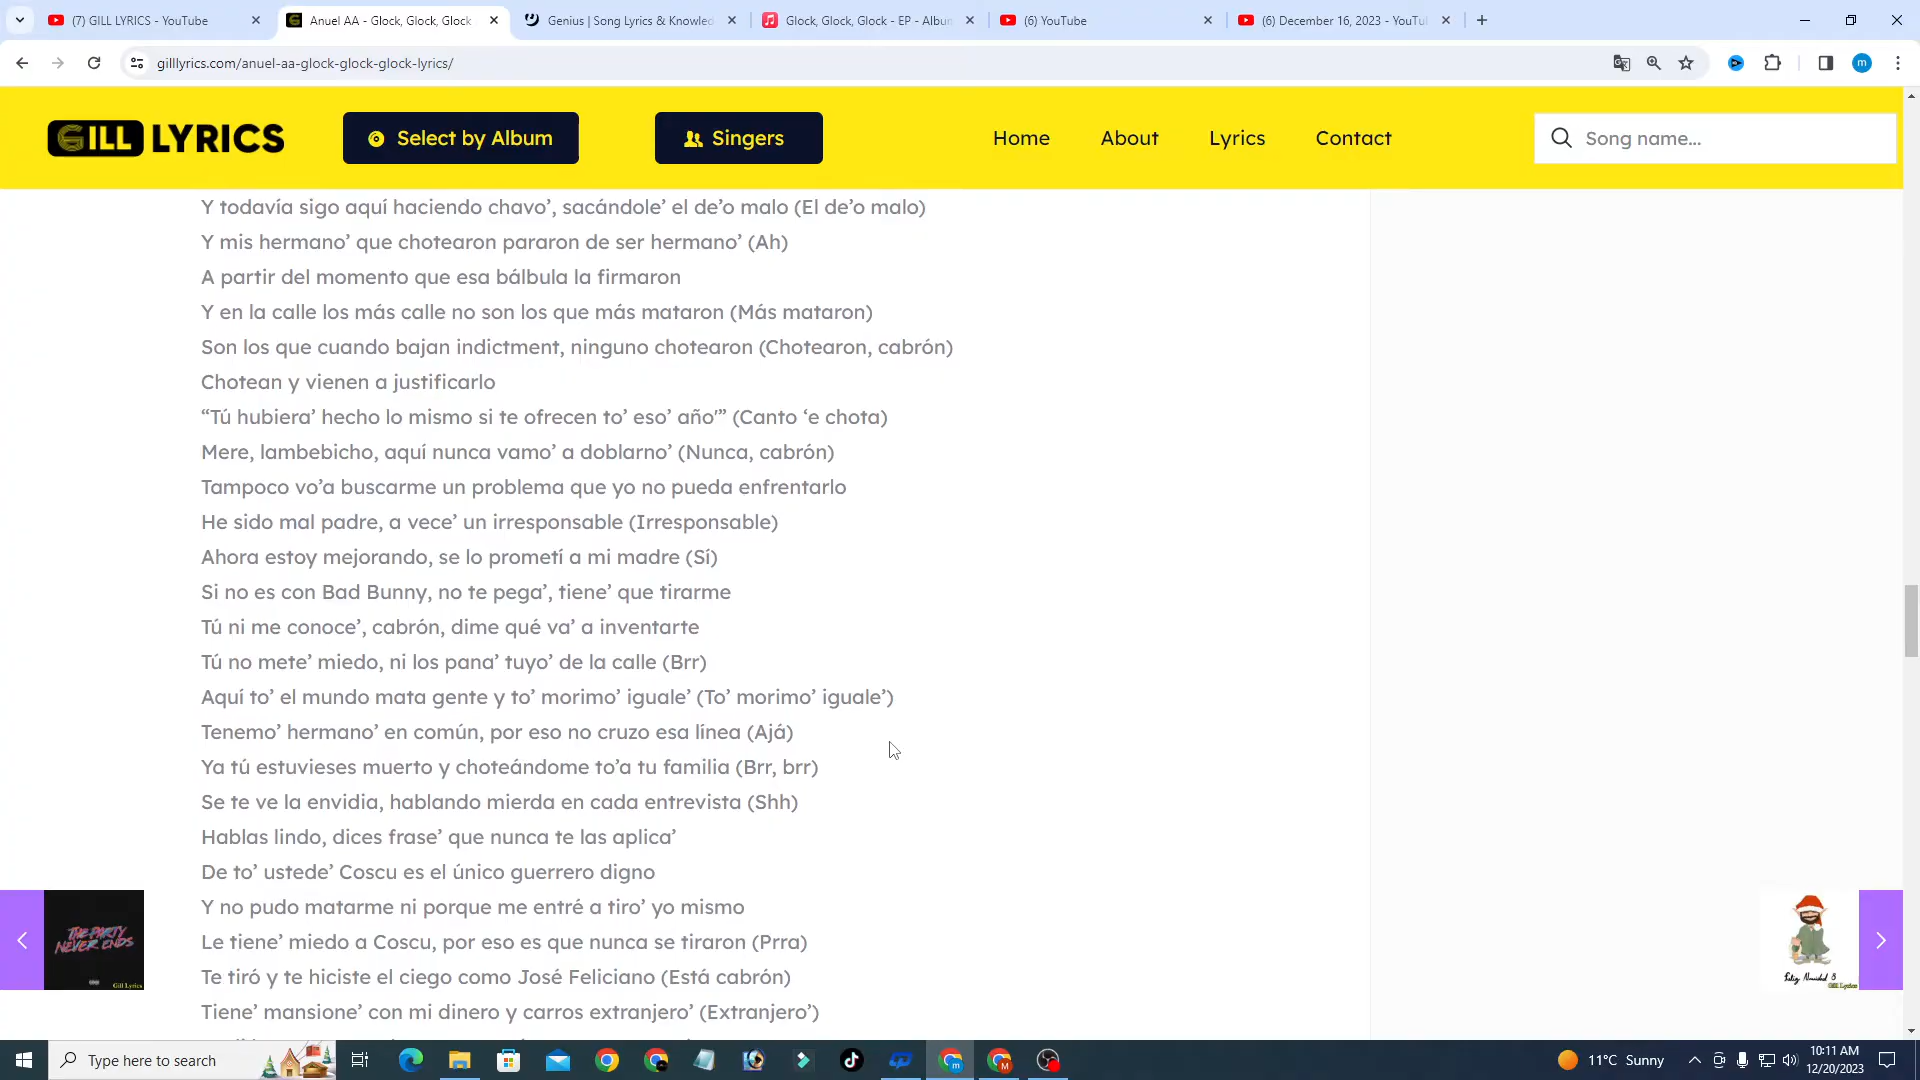 (7) GILL LYRICS - YouTube
Anuel AA - Glock, Glock, Glock
Genius | Song Lyrics & Knowled
Glock, Glock, Glock - EP - Albun
(6) YouTube
(6) December 16, 2023 - YouTu
gilllyrics.com/anuel-aa-glock-glock-glock-lyrics/
m
GILL LYRICS
Select by Album
Singers
Home
About
Lyrics
Contact
Song name...
Y todavía sigo aquí haciendo chavo’, sacándole’ el de’o malo (El de’o malo)
Y mis hermano’ que chotearon pararon de ser hermano’ (Ah)
A partir del momento que esa bálbula la firmaron
Y en la calle los más calle no son los que más mataron (Más mataron)
Son los que cuando bajan indictment, ninguno chotearon (Chotearon, cabrón)
Chotean y vienen a justificarlo
“Tú hubiera’ hecho lo mismo si te ofrecen to’ eso’ año'” (Canto ‘e chota)
Mere, lambebicho, aquí nunca vamo’ a doblarno’ (Nunca, cabrón)
Tampoco vo’a buscarme un problema que yo no pueda enfrentarlo
He sido mal padre, a vece’ un irresponsable (Irresponsable)
Ahora estoy mejorando, se lo prometí a mi madre (Sí)
Si no es con Bad Bunny, no te pega’, tiene’ que tirarme
Tú ni me conoce’, cabrón, dime qué va’ a inventarte
Tú no mete’ miedo, ni los pana’ tuyo’ de la calle (Brr)
Aquí to’ el mundo mata gente y to’ morimo’ iguale’ (To’ morimo’ iguale’)
Tenemo’ hermano’ en común, por eso no cruzo esa línea (Ajá)
Ya tú estuvieses muerto y choteándome to’a tu familia (Brr, brr)
Se te ve la envidia, hablando mierda en cada entrevista (Shh)
Hablas lindo, dices frase’ que nunca te las aplica’
De to’ ustede’ Coscu es el único guerrero digno
Y no pudo matarme ni porque me entré a tiro’ yo mismo
Le tiene’ miedo a Coscu, por eso es que nunca se tiraron (Prra)
Te tiró y te hiciste el ciego como José Feliciano (Está cabrón)
Tiene’ mansione’ con mi dinero y carros extranjero’ (Extranjero’)
THE PARTY
NEVER ENDS
Gill Lyrics
Feliz Navidad 8
Gill Lyrics
Type here to search
11°C Sunny
10:11 AM
12/20/2023